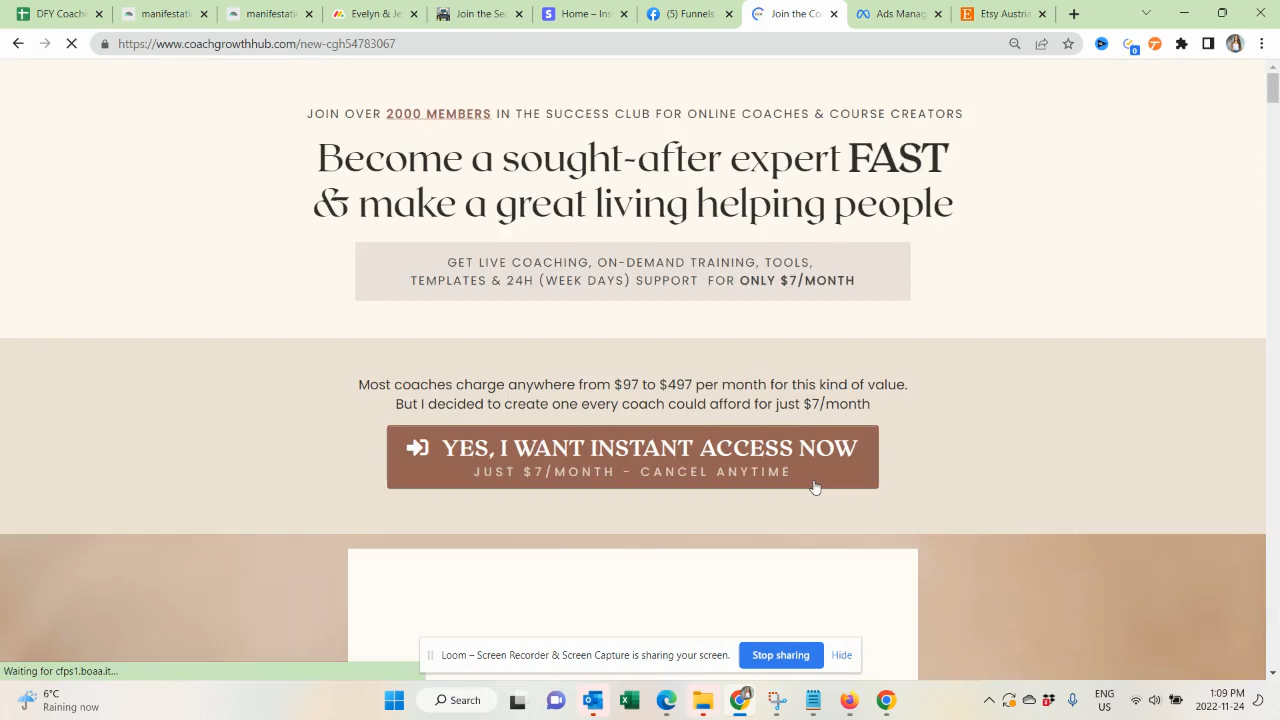 DFY Coachi
manifestatic
manifestatic
Evelyn & Je
Join the Sec
Home – Ins
(5) Funnels
Join the Co
Ads Manag
Etsy Austria
https://www.coachgrowthhub.com/new-cgh54783067
0
JOIN OVER 2000 MEMBERS IN THE SUCCESS CLUB FOR ONLINE COACHES & COURSE CREATORS
Become a sought-after expert FAST
& make a great living helping people
GET LIVE COACHING, ON-DEMAND TRAINING, TOOLS,
TEMPLATES & 24H (WEEK DAYS) SUPPORT FOR ONLY $7/MONTH
Most coaches charge anywhere from $97 to $497 per month for this kind of value.
But I decided to create one every coach could afford for just $7/month
YES, I WANT INSTANT ACCESS NOW
JUST $7/MONTH - CANCEL ANYTIME
Loom – Screen Recorder & Screen Capture is sharing your screen.
Stop sharing
Hide
Waiting for cfps1.boaa.it...
6°C
Raining now
Search
ENG
US
1:09 PM
2022-11-24